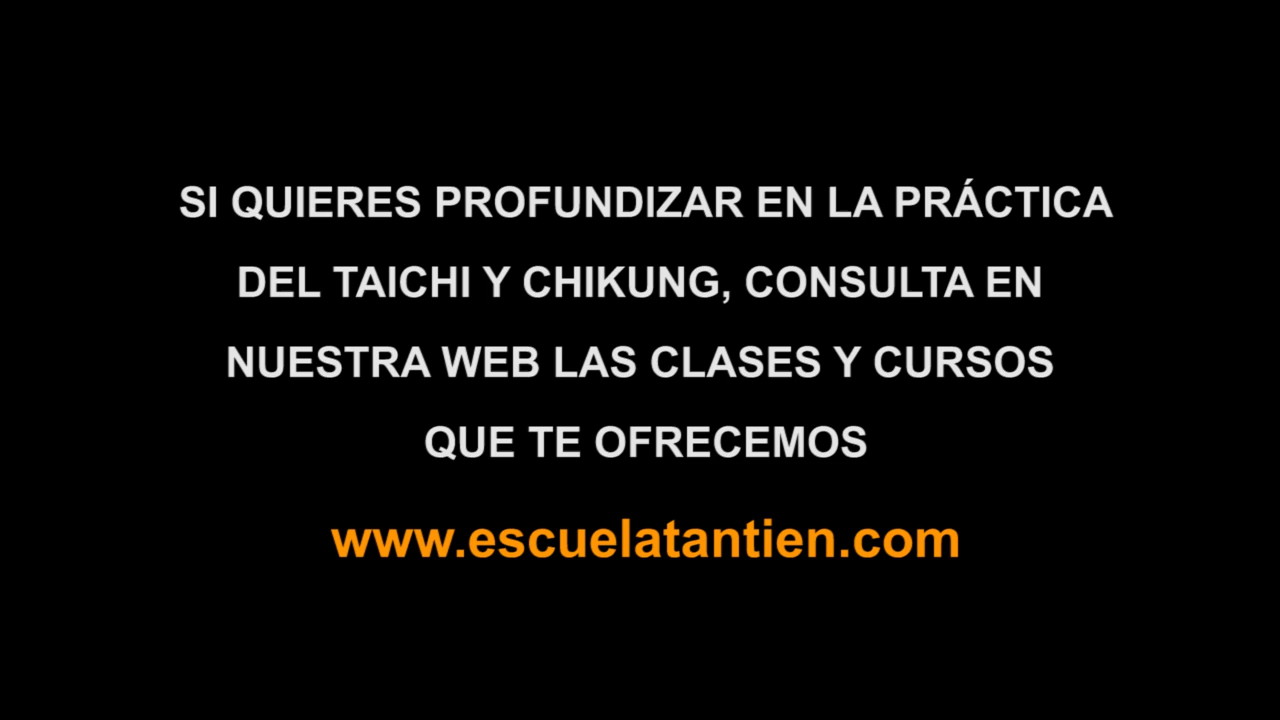 SI QUIERES PROFUNDIZAR EN LA PRÁCTICA
DEL TAICHI Y CHIKUNG, CONSULTA EN
NUESTRA WEB LAS CLASES Y CURSOS
QUE TE OFRECEMOS
www.escuelatantien.com